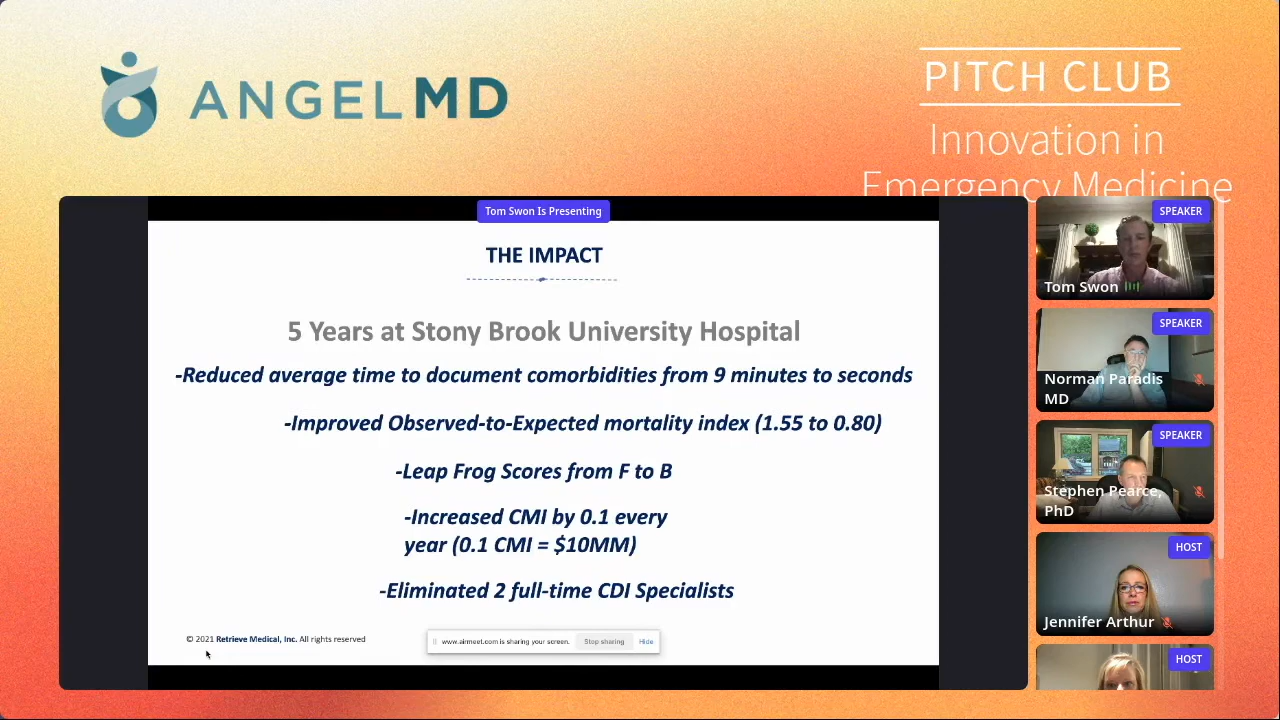 ANGELMD
PITCH CLUB
Innovation in
Emergency Medicine
Tom Swon Is Presenting
THE IMPACT
5 Years at Stony Brook University Hospital
-Reduced average time to document comorbidities from 9 minutes to seconds
-Improved Observed-to-Expected mortality index (1.55 to 0.80)
-Leap Frog Scores from F to B
-Increased CMI by 0.1 every
year (0.1 CMI = $10MM)
-Eliminated 2 full-time CDI Specialists
© 2021 Retrieve Medical, Inc. All rights reserved
www.airmeet.com is sharing your screen.
Stop sharing
Hide
SPEAKER
Tom Swon
SPEAKER
Norman Paradis
MD
SPEAKER
Stephen Pearce,
PhD
HOST
Jennifer Arthur
HOST